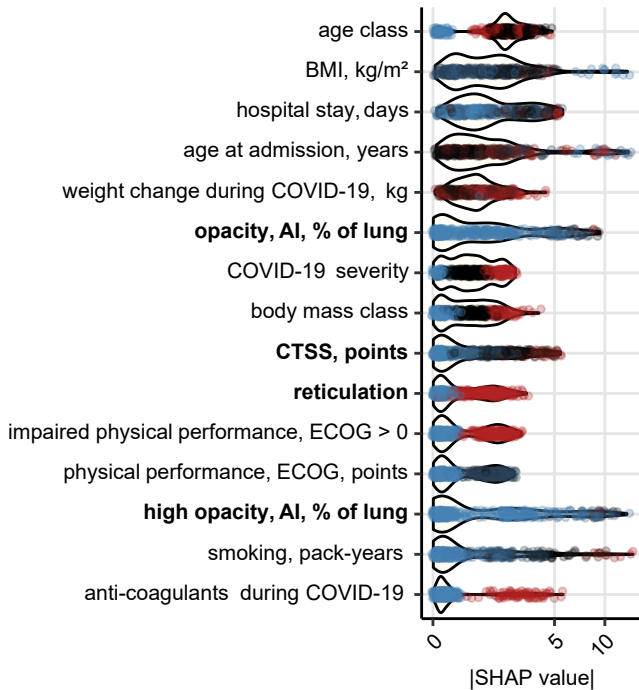 age class
BMI, kg/m²
hospital stay, days
age at admission, years
weight change during COVID-19, kg
opacity, AI, % of lung
COVID-19 severity
body mass class
CTSS, points
reticulation
impaired physical performance, ECOG > 0
physical performance, ECOG, points
high opacity, AI, % of lung
smoking, pack-years
anti-coagulants during COVID-19
0 5 10
|SHAP value|